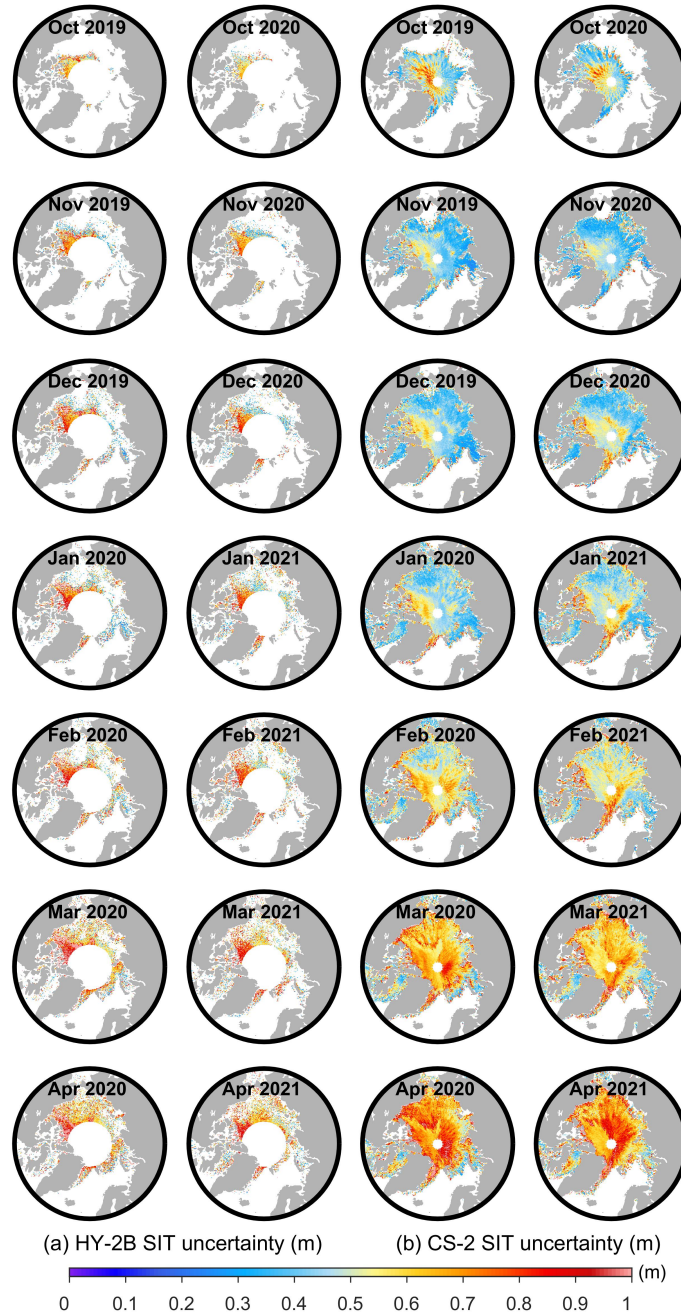 Oct 2019 Oct 2020 Oct 2019 Oct 2020
Nov 2019 Nov 2020 Nov 2019 Nov 2020
Dec 2019 Dec 2020 Dec 2019 Dec 2020
Jan 2020 Jan 2021 Jan 2020 Jan 2021
Feb 2020 Feb 2021 Feb 2020 Feb 2021
Mar 2020 Mar 2021 Mar 2020 Mar 2021
Apr 2020 Apr 2021 Apr 2020 Apr 2021
(a) HY-2B SIT uncertainty (m) (b) CS-2 SIT uncertainty (m)
(m)
0 0.1 0.2 0.3 0.4 0.5 0.6 0.7 0.8 0.9 1